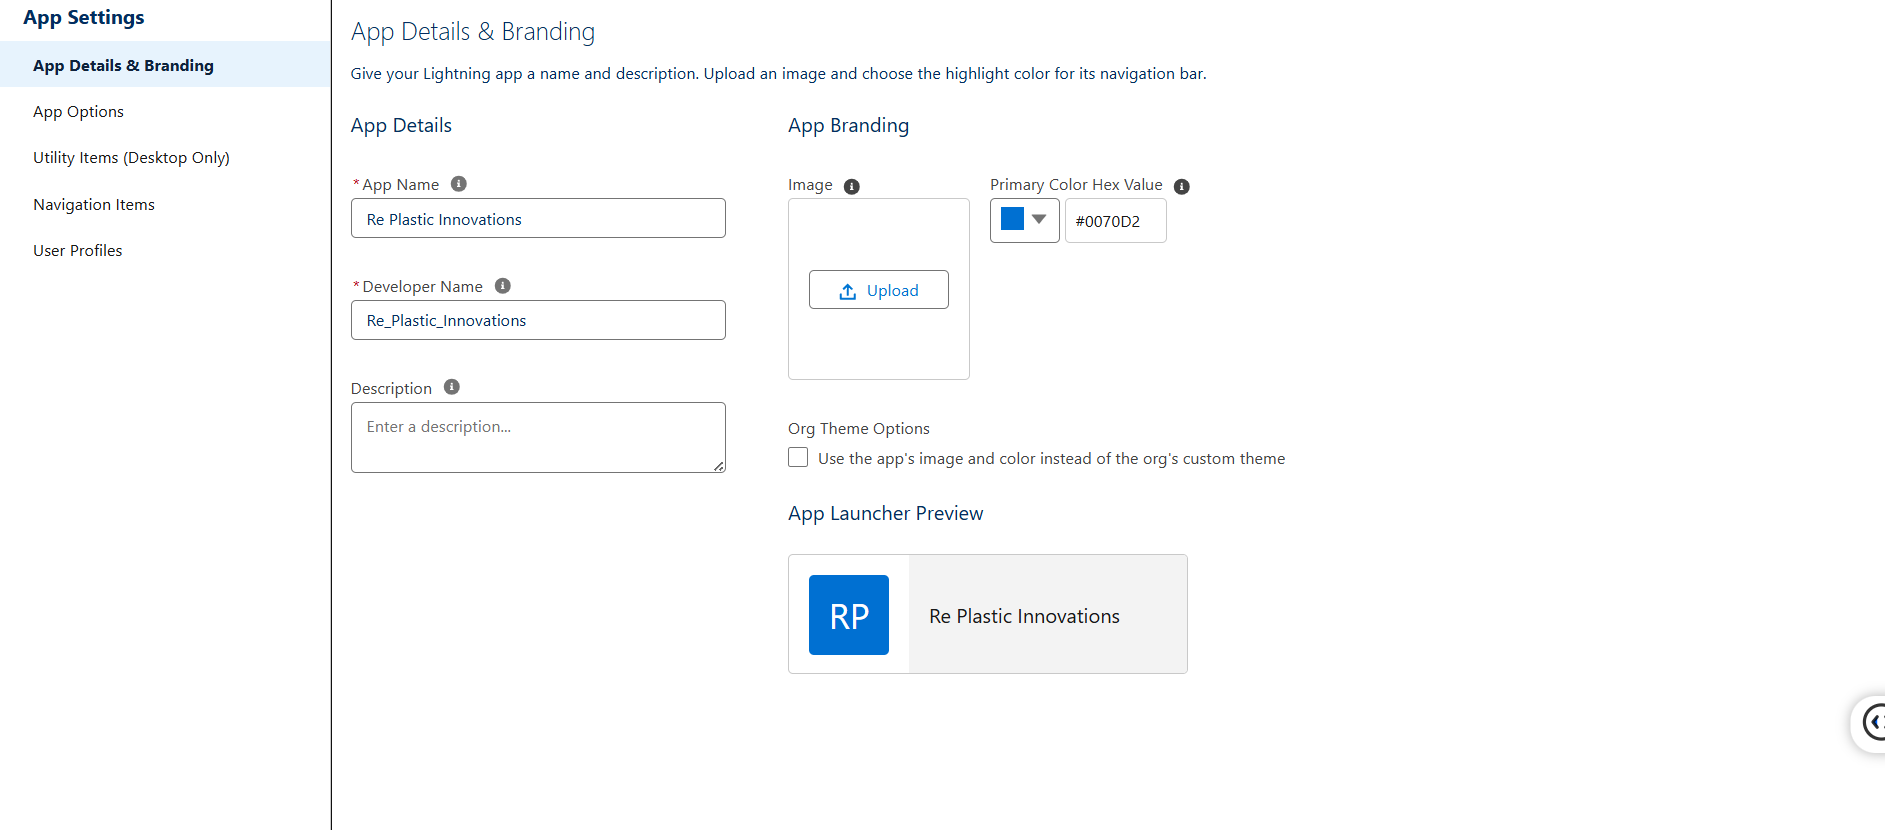 App Settings
App Details & Branding
App Options
Utility Items (Desktop Only)
Navigation Items
User Profiles
App Details & Branding
Give your Lightning app a name and description. Upload an image and choose the highlight color for its navigation bar.
App Details
*App Name
Re Plastic Innovations
*Developer Name
Re_Plastic_Innovations
Description
Enter a description...
App Branding
Image
Upload
Primary Color Hex Value
#0070D2
Org Theme Options
Use the app's image and color instead of the org's custom theme
App Launcher Preview
RP
Re Plastic Innovations